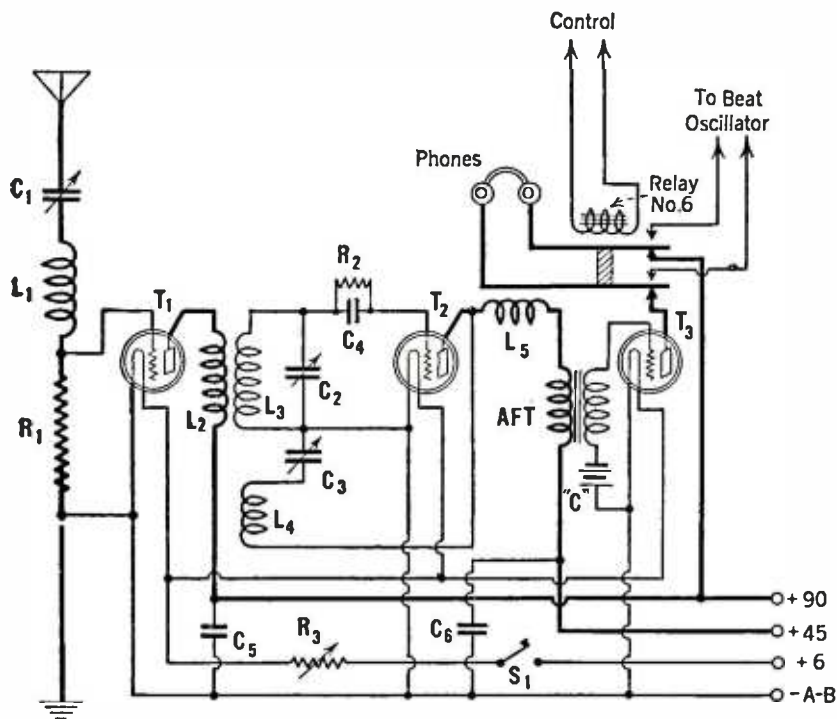 Control
To Beat
Oscillator
Phones
Relay
No.6
C1
L1
R1
T1
R2
C4
T2
L5
T3
L2
L3
C2
AFT
C3
L4
"C"
C5
R3
C6
S1
+ 90
+ 45
+ 6
- A-B